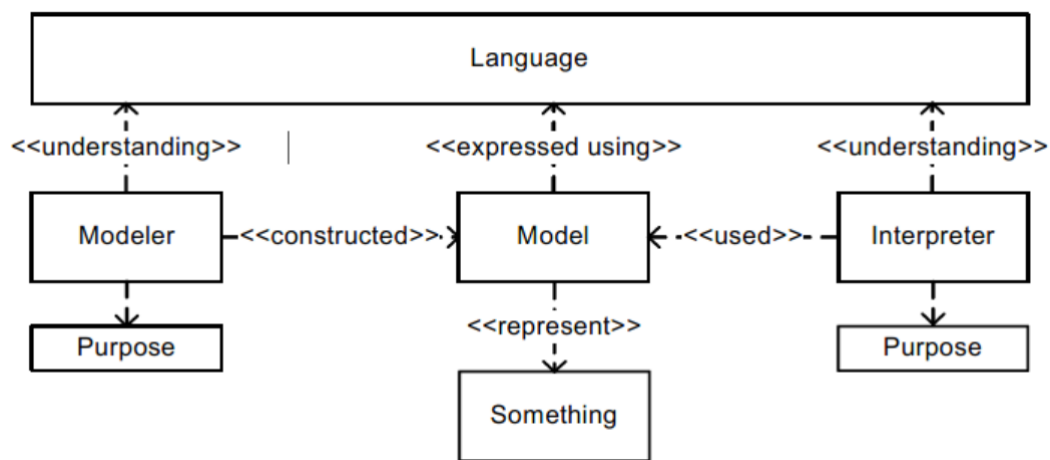 Language
<<understanding>>
<<expressed using>>
<<understanding>>
Modeler
<<constructed>>
Model
<<used>>
Interpreter
Purpose
<<represent>>
Purpose
Something